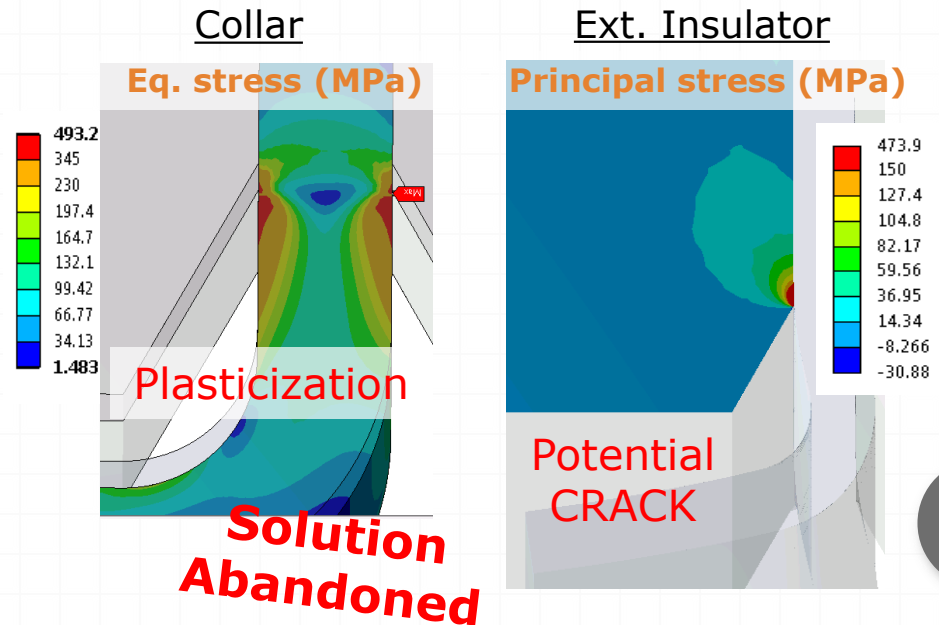 Collar
Ext. Insulator
Eq. stress (MPa)
Principal stress (MPa)
493.2
345
230
197.4
164.7
132.1
99.42
66.77
34.13
1.483
Max
473.9
150
127.4
104.8
82.17
59.56
36.95
14.34
-8.266
-30.88
Plasticization
Potential
CRACK
Solution
Abandoned